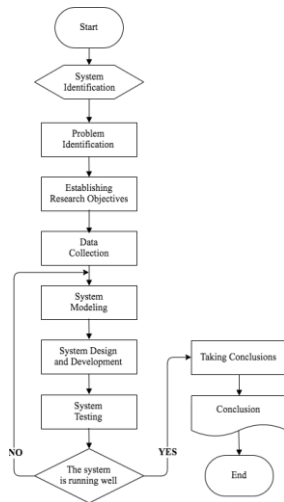 Start
System
Identification
Problem
Identification
Establishing
Research Objectives
Data
Collection
System
Modeling
System Design
and Development
System
Testing
The system
is running well
NO
YES
Taking Conclusions
Conclusion
End